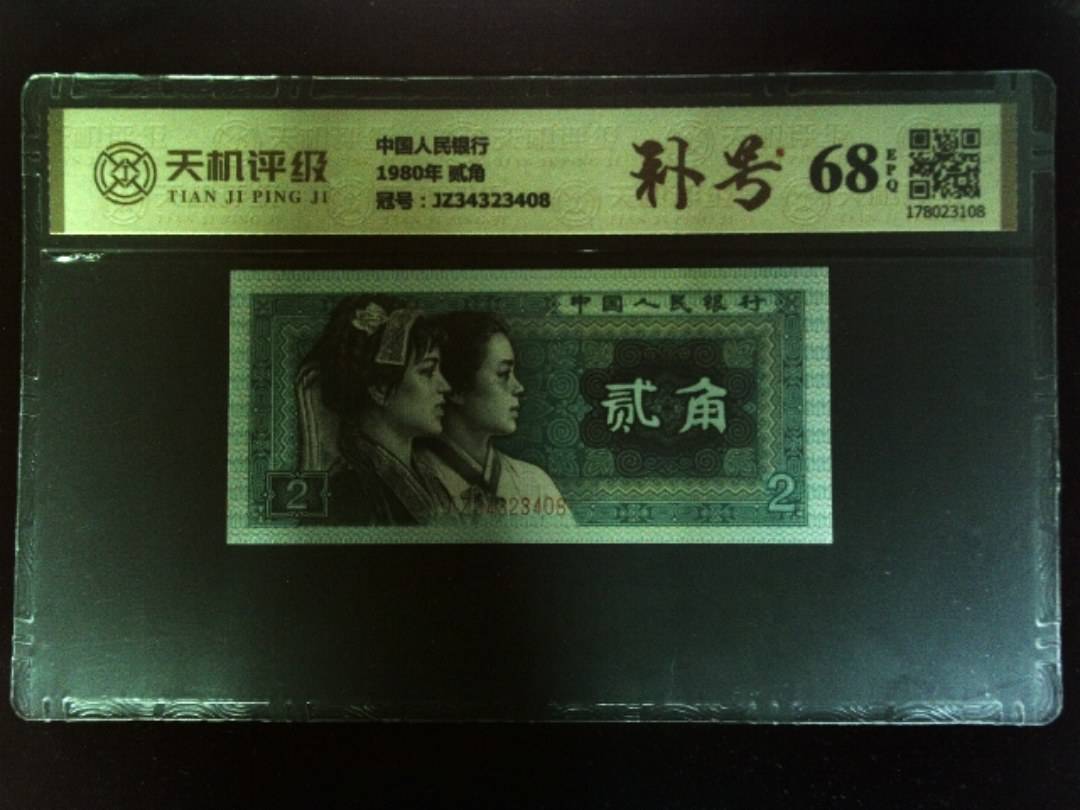 天机评级
TIAN JI PING JI
中国人民银行
1980年 贰角
冠号：JZ34323408
补号
68
EPQ
178023108
中国人民银行
贰角
2
2
JZ34323408